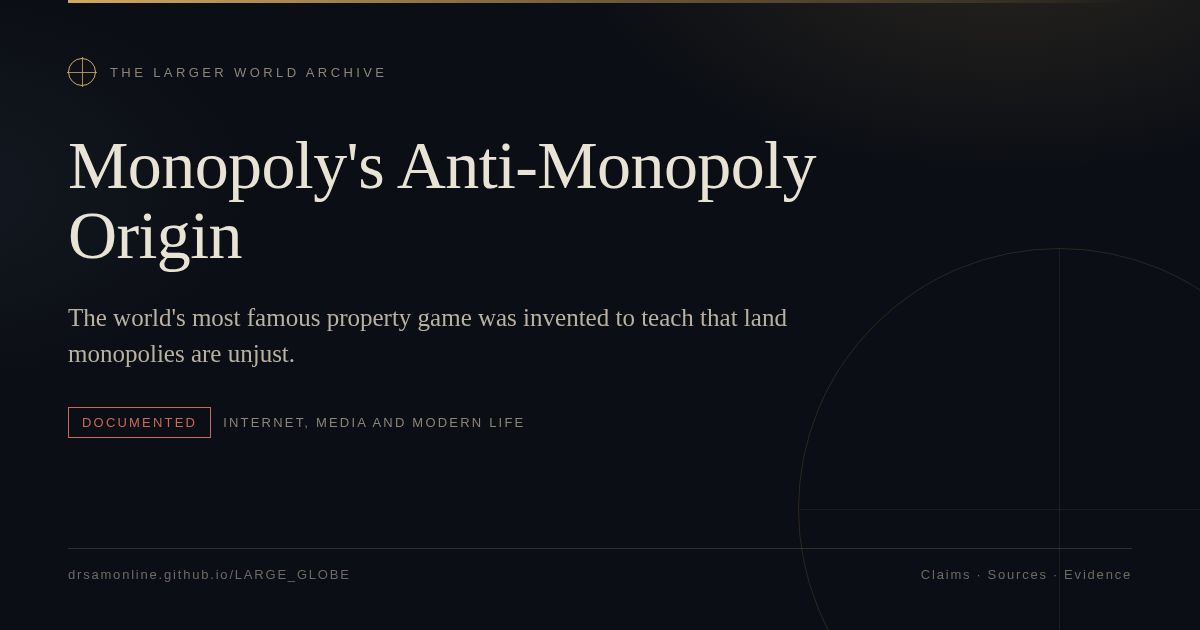 THE LARGER WORLD ARCHIVE
Monopoly's Anti-Monopoly
Origin
The world's most famous property game was invented to teach that land
monopolies are unjust.
DOCUMENTED INTERNET, MEDIA AND MODERN LIFE
drsamonline.github.io/LARGE_GLOBE Claims · Sources · Evidence